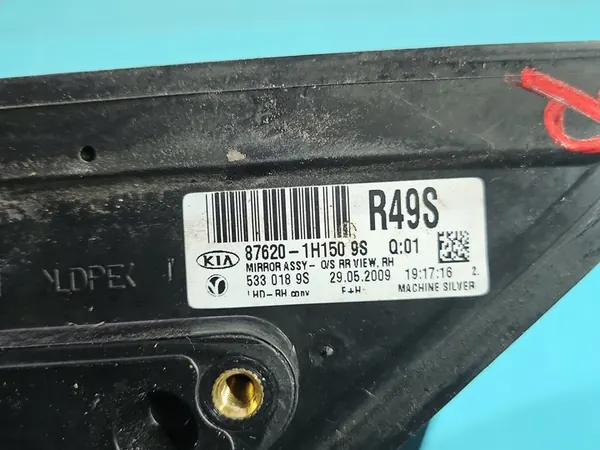 R49S
KIA 87620-1H150 9S Q:01
MIRROR ASSY- O/S RR VIEW, RH
533 018 9S 29.05.2009 19:17:16 2.
LHD-RH conv E+H MACHINE SILVER